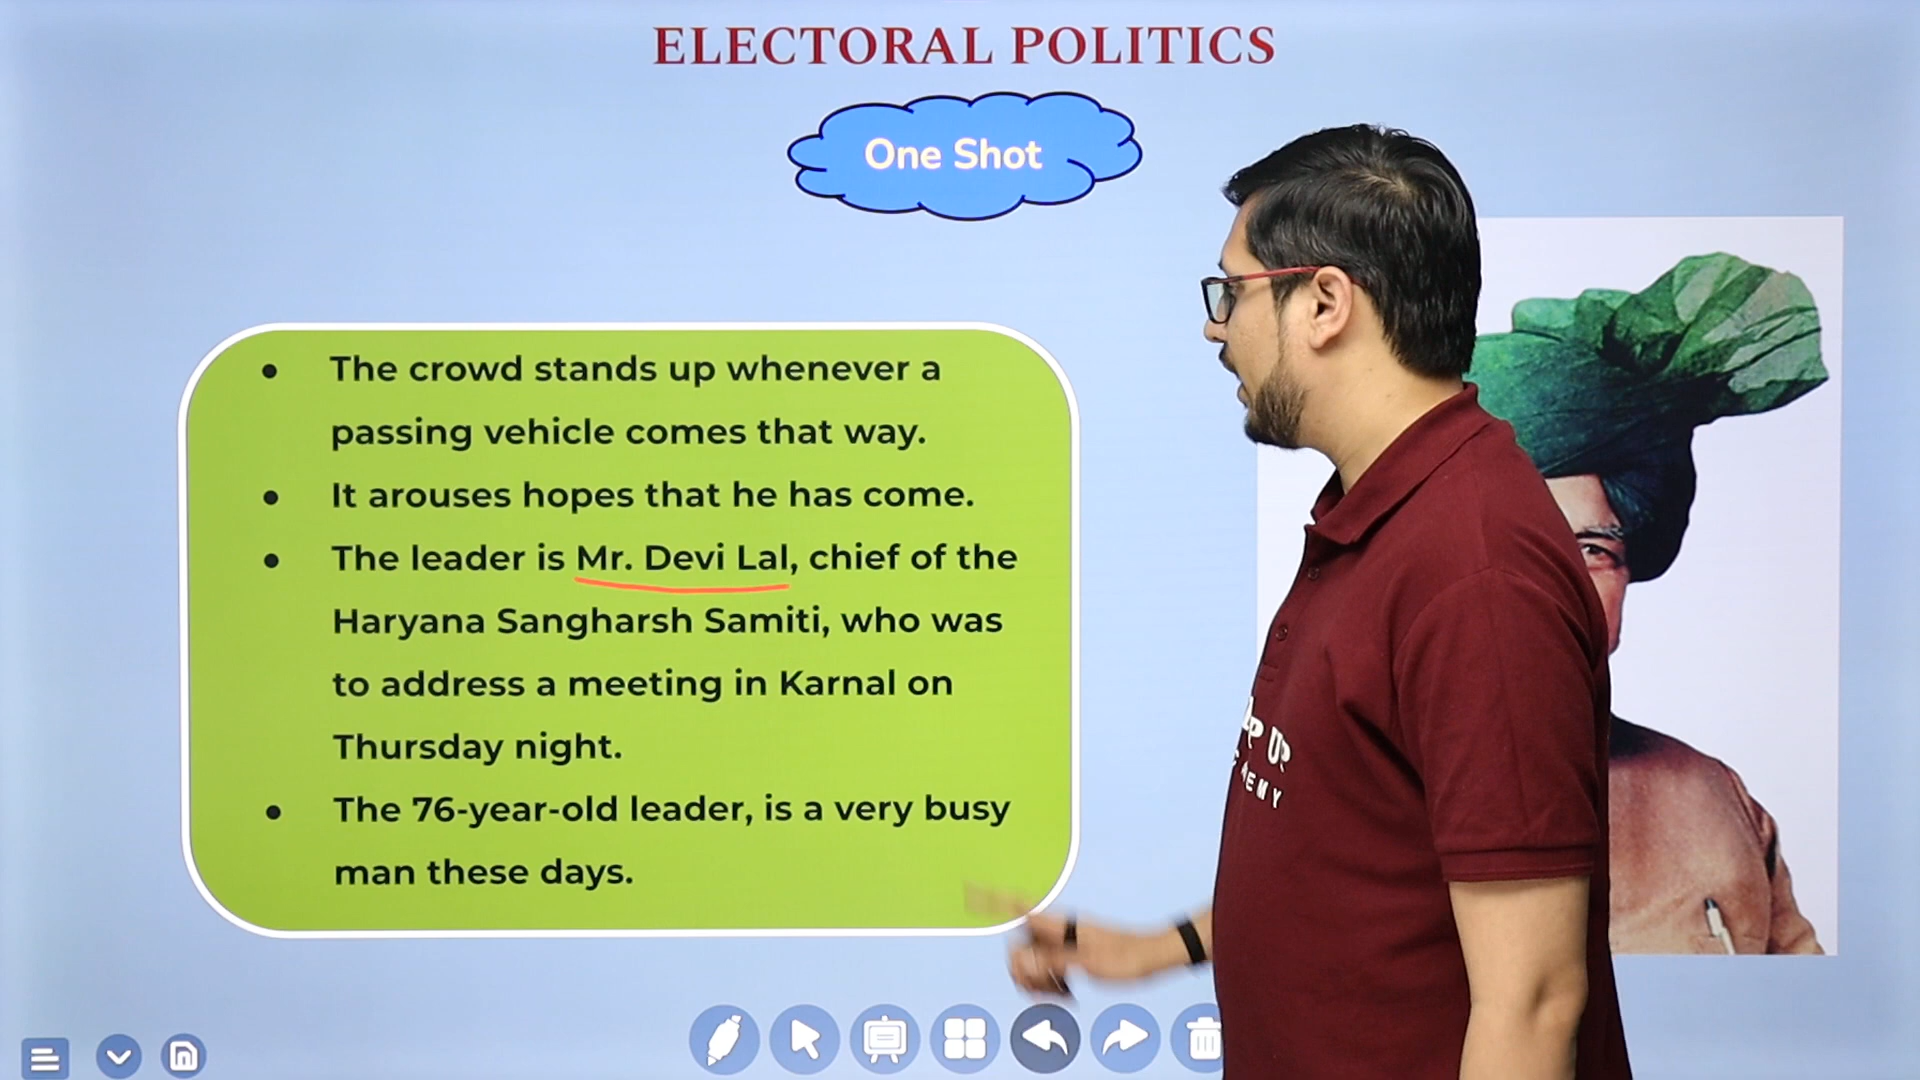 ELECTORAL POLITICS
One Shot
• The crowd stands up whenever a
passing vehicle comes that way.
• It arouses hopes that he has come.
• The leader is Mr. Devi Lal, chief of the
Haryana Sangharsh Samiti, who was
to address a meeting in Karnal on
Thursday night.
• The 76-year-old leader, is a very busy
man these days.
UP
EMY